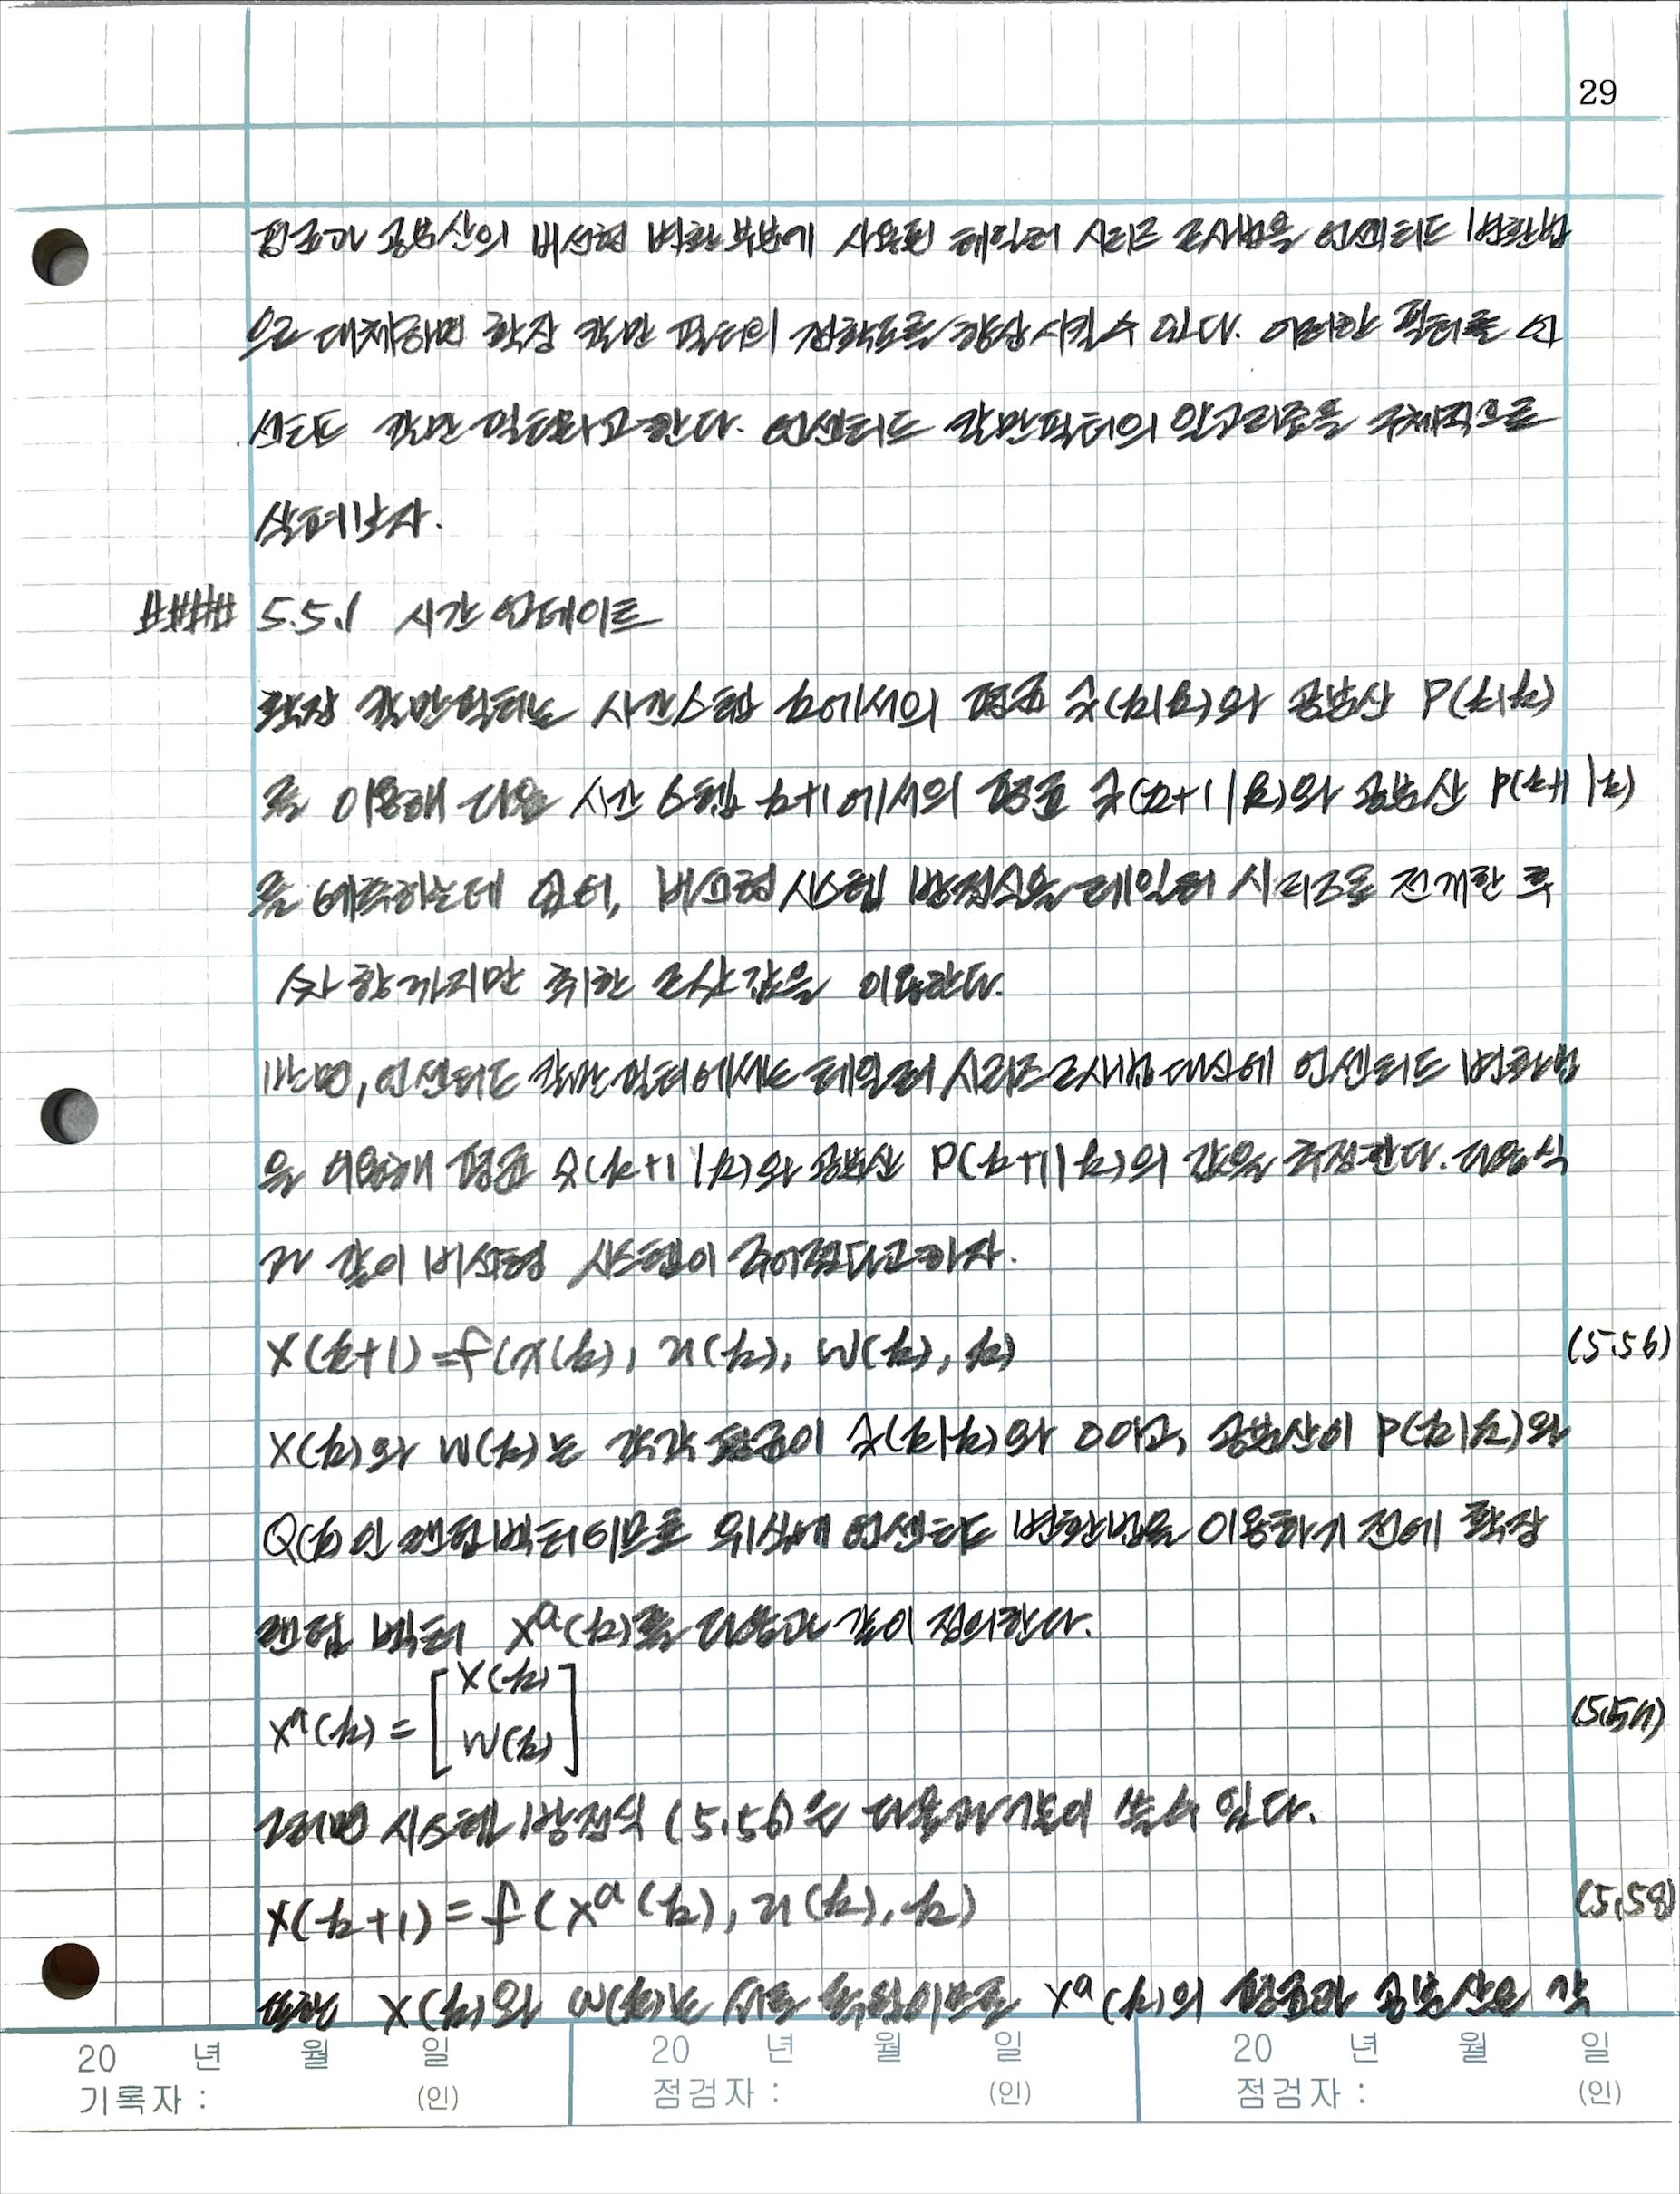 29
평균과 공분산의 비선형 변환 부분에 사용된 테일러 시리즈 근사법을 언센티드 변환법
으로 대체하면 확장 칼만 필터의 정확도를 향상 시킬 수 있다. 이러한 필터를 언
센티드 칼만 필터라고 한다. 언센티드 칼만필터의 알고리즘을 구체적으로
살펴보자.
#### 5.5.1 시간 업데이트
확장 칼만필터는 시간스텝 k에서의 평균 x̂(k|k)와 공분산 P(k|k)
를 이용해 다음 시간 스텝 k+1에서의 평균 x̂(k+1|k)와 공분산 P(k+1|k)
를 예측하는데 있어, 비선형 시스템 방정식을 테일러 시리즈로 전개한 후
1차 항까지만 취한 근삿값을 이용한다.
반면, 언센티드 칼만필터에서는 테일러 시리즈 근사법 대신에 언센티드 변환법
을 이용해 평균 x̂(k+1|k)와 공분산 P(k+1|k)의 값을 추정한다. 다음 식
과 같이 비선형 시스템이 주어졌다고 하자.
x(k+1)=f(x(k), u(k), w(k), k) (5.56)
x(k)와 w(k)는 각각 평균이 x̂(k|k)와 0이고, 공분산이 P(k|k)와
Q(k)인 랜덤 벡터이므로 위 식에 언센티드 변환법을 이용하기 전에 확장
랜덤 벡터 xᵃ(k)를 다음과 같이 정의한다.
xᵃ(k) = [x(k)
w(k)] (5.57)
그러면 시스템 방정식 (5.56)은 다음과 같이 쓸 수 있다.
x(k+1) = f(xᵃ(k), u(k), k) (5.58)
또한 x(k)와 w(k)는 서로 독립이므로 xᵃ(k)의 평균과 공분산은 각
20 년 월 일 20 년 월 일 20 년 월 일
기록자 : (인) 점검자 : (인) 점검자 : (인)